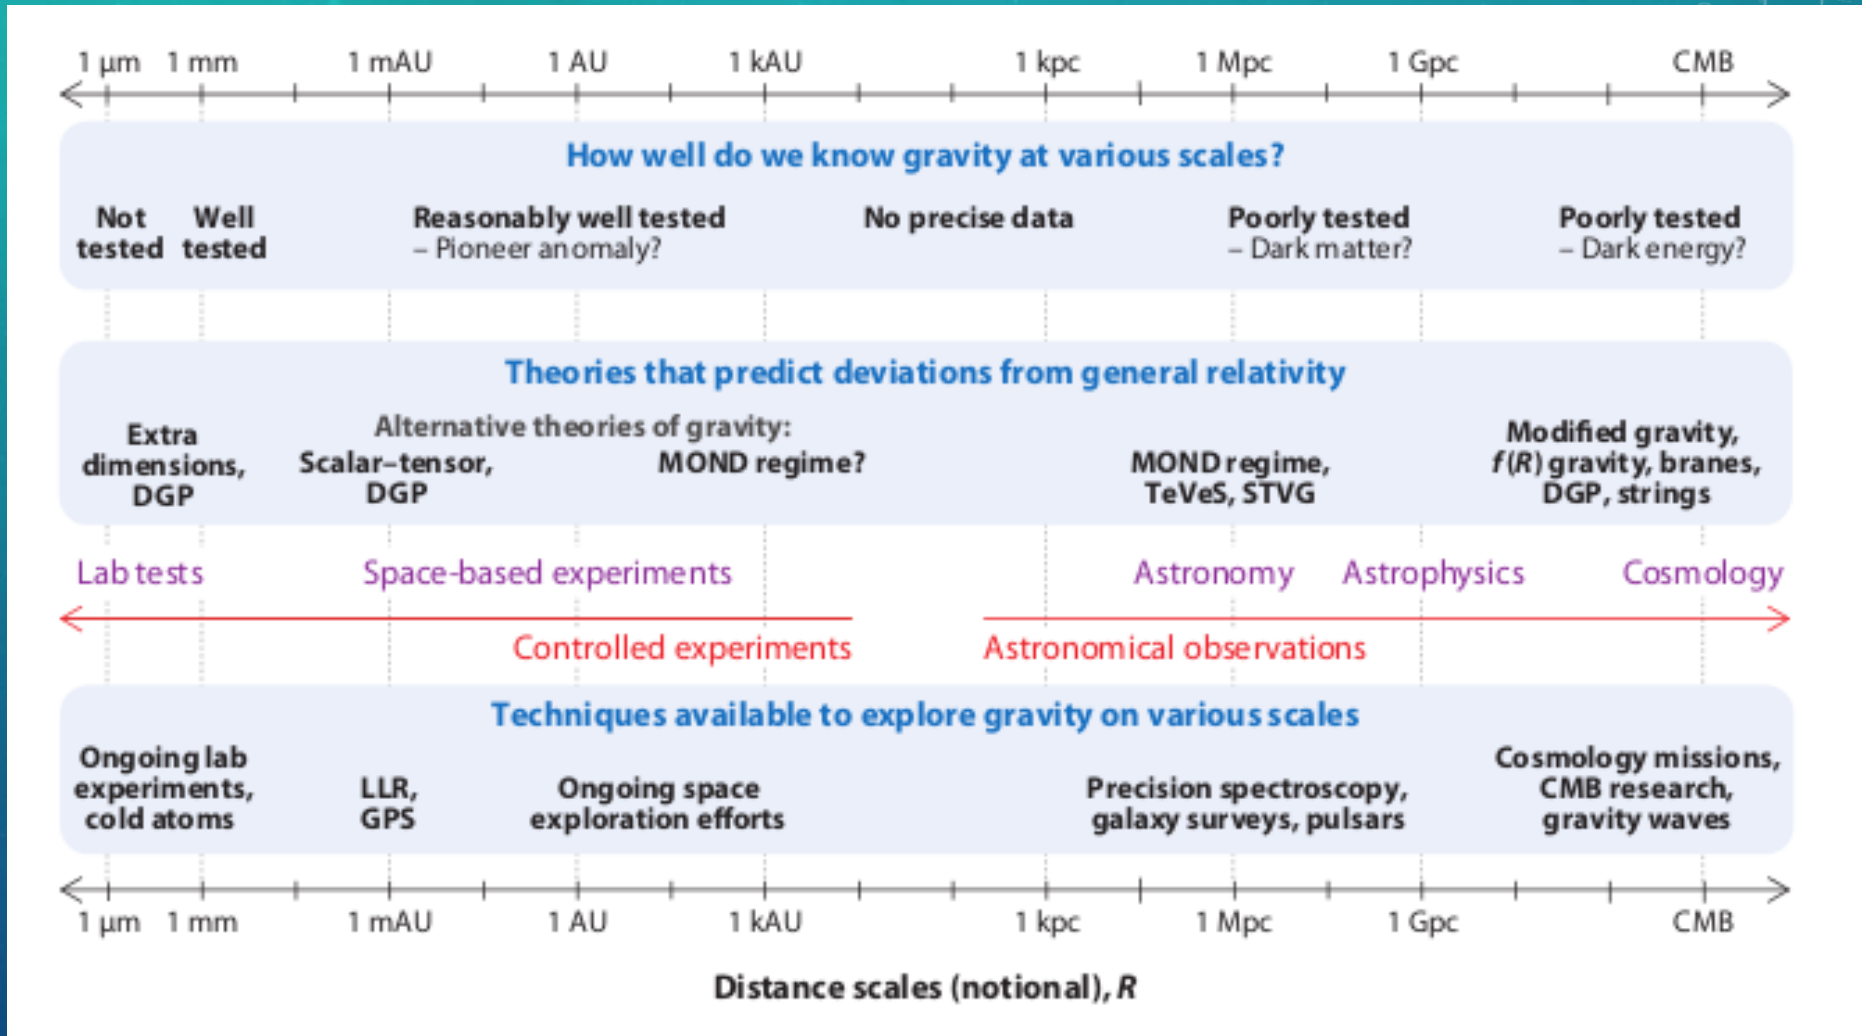 1 μm 1 mm 1 mAU 1 AU 1 kAU 1 kpc 1 Mpc 1 Gpc CMB
How well do we know gravity at various scales?
Not tested
Well tested
Reasonably well tested
– Pioneer anomaly?
No precise data
Poorly tested
– Dark matter?
Poorly tested
– Dark energy?
Theories that predict deviations from general relativity
Extra
dimensions,
DGP
Alternative theories of gravity:
Scalar–tensor,
DGP
MOND regime?
MOND regime,
TeVeS, STVG
Modified gravity,
f(R) gravity, branes,
DGP, strings
Lab tests Space-based experiments Astronomy Astrophysics Cosmology
Controlled experiments Astronomical observations
Techniques available to explore gravity on various scales
Ongoing lab
experiments,
cold atoms
LLR,
GPS
Ongoing space
exploration efforts
Precision spectroscopy,
galaxy surveys, pulsars
Cosmology missions,
CMB research,
gravity waves
1 μm 1 mm 1 mAU 1 AU 1 kAU 1 kpc 1 Mpc 1 Gpc CMB
Distance scales (notional), R